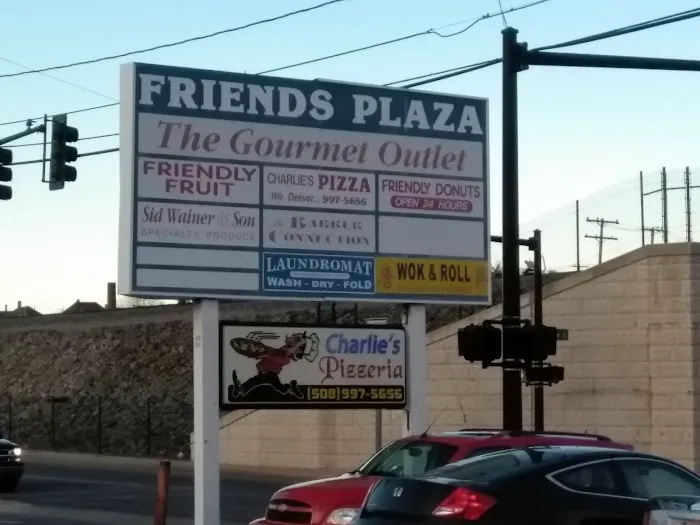 FRIENDS PLAZA
The Gourmet Outlet
FRIENDLY
FRUIT
CHARLIE'S PIZZA
We Deliver... 997-5656
FRIENDLY DONUTS
OPEN 24 HOURS
Sid Wainer & Son
SPECIALTY PRODUCE
BARKER
CONNECTION
LAUNDROMAT
WASH - DRY - FOLD
WOK & ROLL
Charlie's
Pizzeria
(508)997-5656